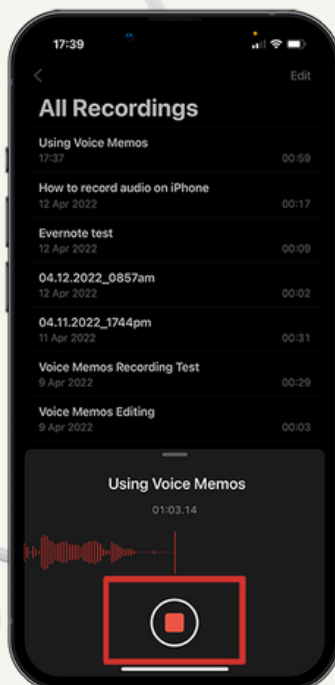 17:39
Edit
All Recordings
Using Voice Memos
17:37 00:59
How to record audio on iPhone
12 Apr 2022 00:17
Evernote test
12 Apr 2022 00:09
04.12.2022_0857am
12 Apr 2022 00:02
04.11.2022_1744pm
11 Apr 2022 00:31
Voice Memos Recording Test
9 Apr 2022 00:29
Voice Memos Editing
9 Apr 2022 00:03
Using Voice Memos
01:03.14